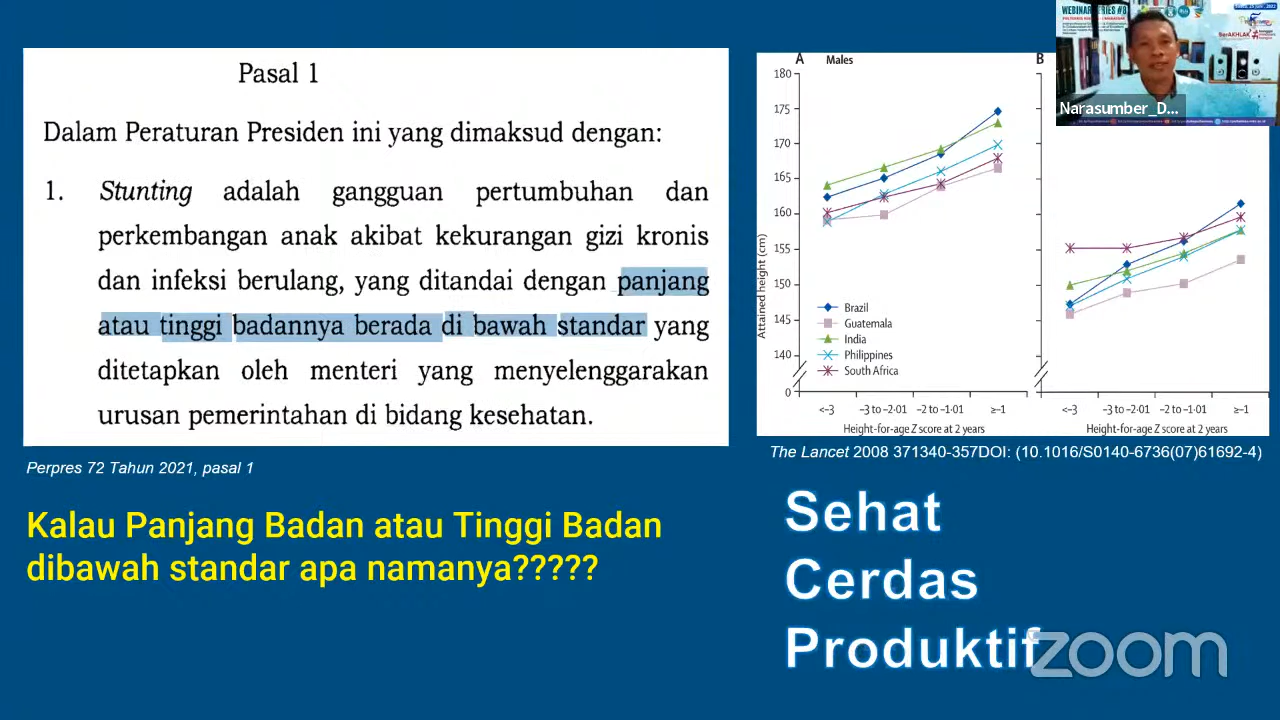 Pasal 1
Dalam Peraturan Presiden ini yang dimaksud dengan:
1. Stunting adalah gangguan pertumbuhan dan
perkembangan anak akibat kekurangan gizi kronis
dan infeksi berulang, yang ditandai dengan panjang
atau tinggi badannya berada di bawah standar yang
ditetapkan oleh menteri yang menyelenggarakan
urusan pemerintahan di bidang kesehatan.
Perpres 72 Tahun 2021, pasal 1
Kalau Panjang Badan atau Tinggi Badan
dibawah standar apa namanya?????
A Males
B
Attained height (cm)
180
175
170
165
160
155
150
145
140
0
Brazil
Guatemala
India
Philippines
South Africa
<-3 -3 to -2·01 -2 to -1·01 ≥-1
Height-for-age Z score at 2 years
<-3 -3 to -2·01 -2 to -1·01 ≥-1
Height-for-age Z score at 2 years
The Lancet 2008 371340-357DOI: (10.1016/S0140-6736(07)61692-4)
Sehat
Cerdas
Produktif
zoom
WEBINAR SERIES #8
BerAKHLAK
Narasumber_D...